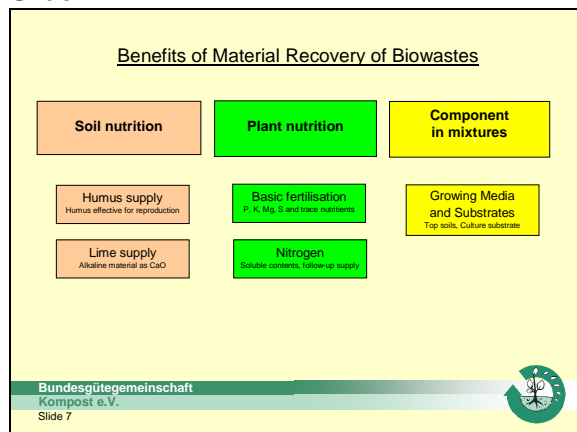 Benefits of Material Recovery of Biowastes
Soil nutrition
Plant nutrition
Component
in mixtures
Humus supply
Humus effective for reproduction
Basic fertilisation
P, K, Mg, S and trace nutritients
Growing Media
and Substrates
Top soils, Culture substrate
Lime supply
Alkaline material as CaO
Nitrogen
Soluble contents, follow-up supply
Bundesgütegemeinschaft
Kompost e.V.
Slide 7